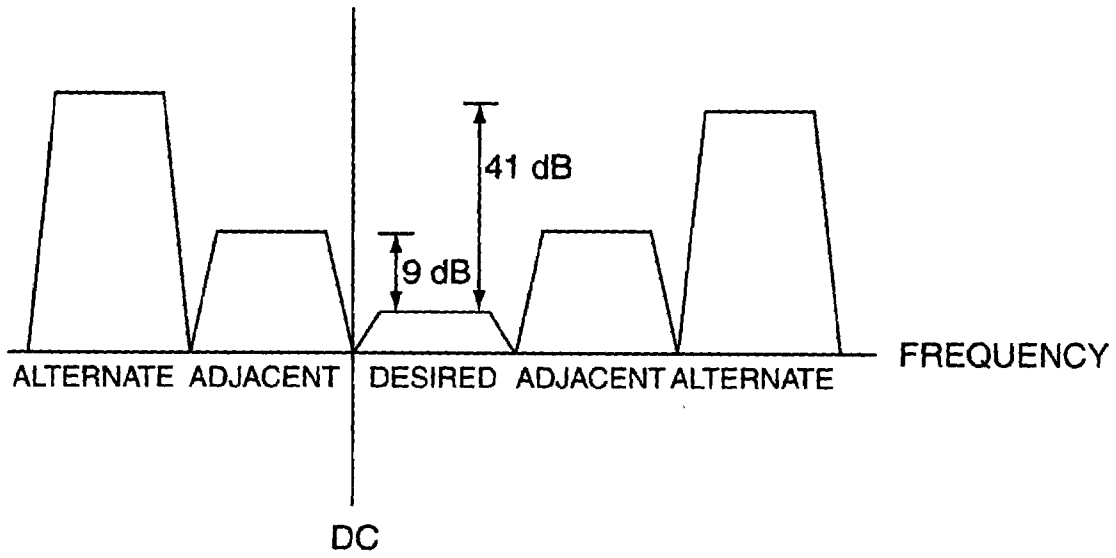 41 dB
9 dB
FREQUENCY
ALTERNATE ADJACENT DESIRED ADJACENT ALTERNATE
DC